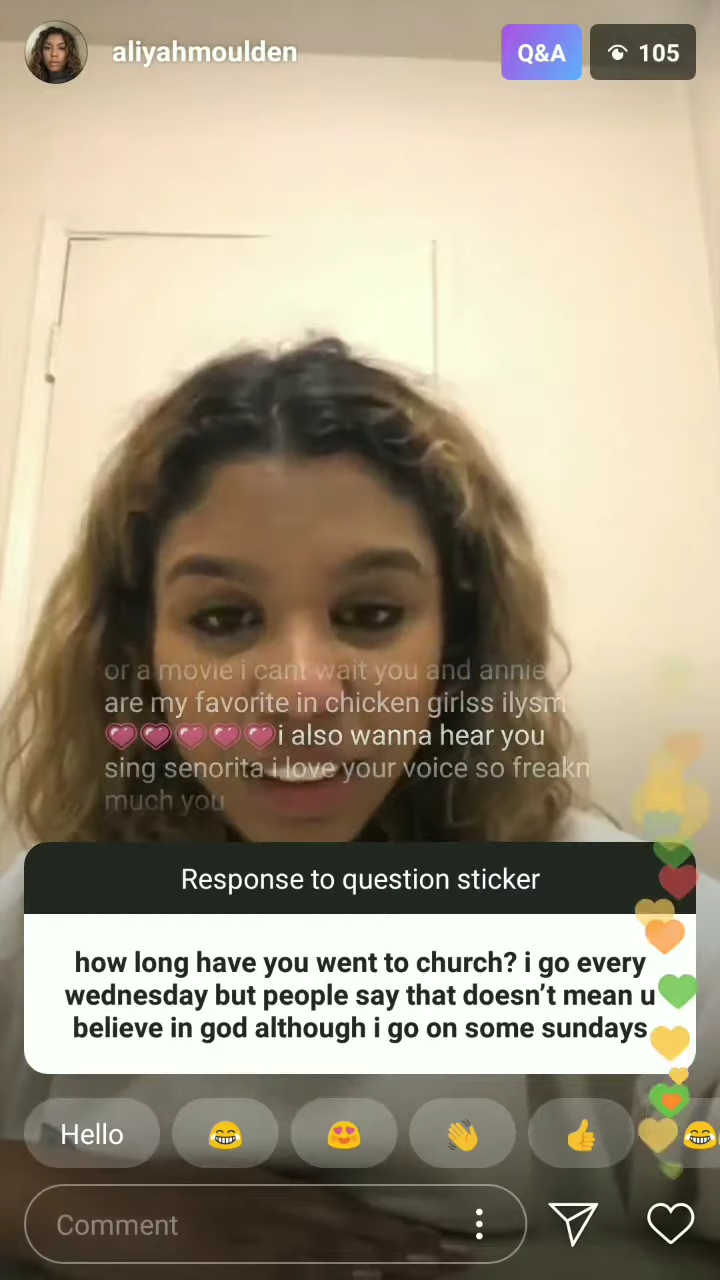 aliyahmoulden
Q&A
105
or a movie i cant wait you and annie
are my favorite in chicken girlss ilysm
💗💗💗💗💗i also wanna hear you
sing senorita i love your voice so freakn
much you
Response to question sticker
how long have you went to church? i go every
wednesday but people say that doesn’t mean u
believe in god although i go on some sundays
Hello 😂 😍 👋 👍 😂
Comment